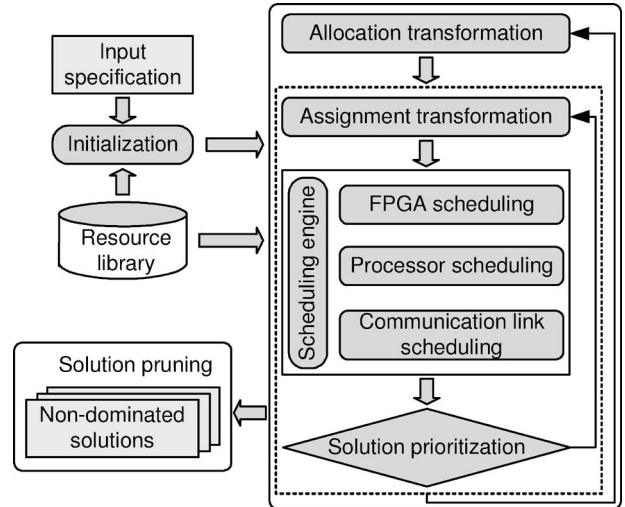 Input
specification
Initialization
Resource
library
Allocation transformation
Assignment transformation
Scheduling engine
FPGA scheduling
Processor scheduling
Communication link
scheduling
Solution prioritization
Solution pruning
Non-dominated
solutions